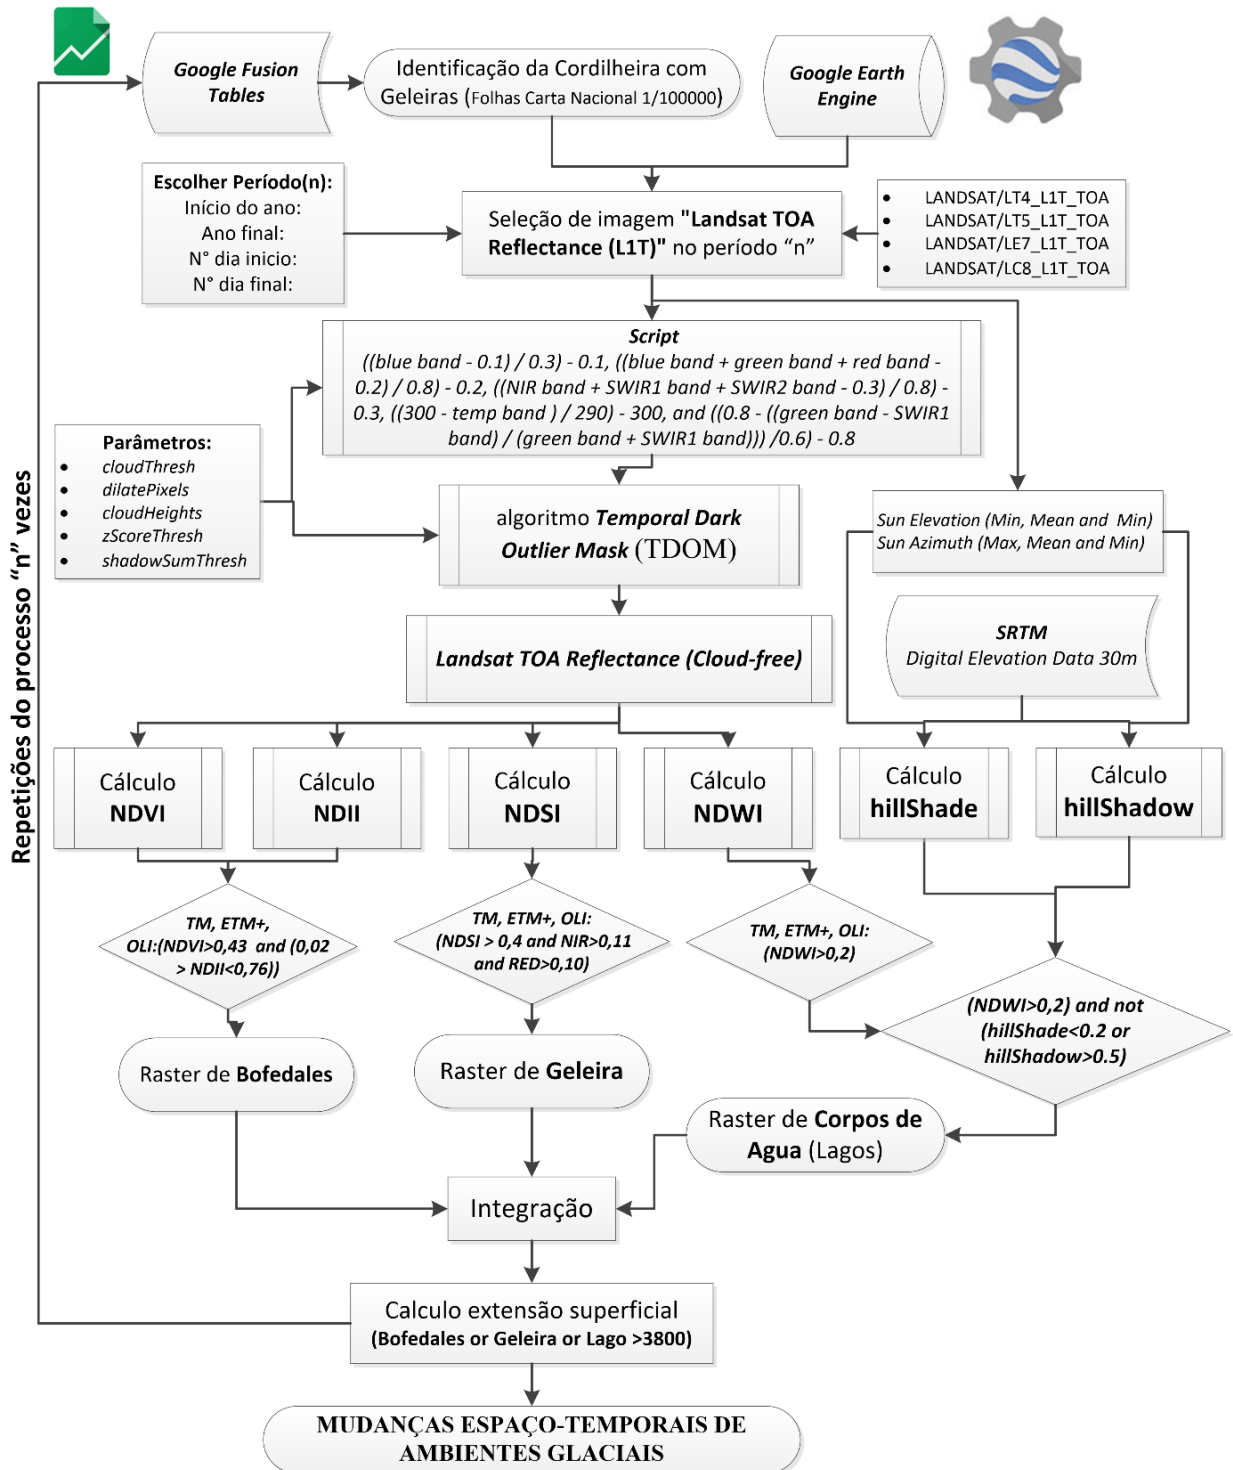 Google Fusion
Tables
Identificação da Cordilheira com
Geleiras (Folhas Carta Nacional 1/100000)
Google Earth
Engine
Escolher Período(n):
Início do ano:
Ano final:
N° dia inicio:
N° dia final:
Seleção de imagem "Landsat TOA
Reflectance (L1T)" no período “n”
• LANDSAT/LT4_L1T_TOA
• LANDSAT/LT5_L1T_TOA
• LANDSAT/LE7_L1T_TOA
• LANDSAT/LC8_L1T_TOA
Script
((blue band - 0.1) / 0.3) - 0.1, ((blue band + green band + red band -
0.2) / 0.8) - 0.2, ((NIR band + SWIR1 band + SWIR2 band - 0.3) / 0.8) -
0.3, ((300 - temp band ) / 290) - 300, and ((0.8 - ((green band - SWIR1
band) / (green band + SWIR1 band))) /0.6) - 0.8
Parâmetros:
• cloudThresh
• dilatePixels
• cloudHeights
• zScoreThresh
• shadowSumThresh
algoritmo Temporal Dark
Outlier Mask (TDOM)
Sun Elevation (Min, Mean and Min)
Sun Azimuth (Max, Mean and Min)
SRTM
Digital Elevation Data 30m
Landsat TOA Reflectance (Cloud-free)
Repetições do processo “n” vezes
Cálculo
NDVI
Cálculo
NDII
Cálculo
NDSI
Cálculo
NDWI
Cálculo
hillShade
Cálculo
hillShadow
TM, ETM+,
OLI:(NDVI>0,43 and (0,02
> NDII<0,76))
TM, ETM+, OLI:
(NDSI > 0,4 and NIR>0,11
and RED>0,10)
TM, ETM+, OLI:
(NDWI>0,2)
(NDWI>0,2) and not
(hillShade<0.2 or
hillShadow>0.5)
Raster de Bofedales
Raster de Geleira
Raster de Corpos de
Agua (Lagos)
Integração
Calculo extensão superficial
(Bofedales or Geleira or Lago >3800)
MUDANÇAS ESPAÇO-TEMPORAIS DE
AMBIENTES GLACIAIS